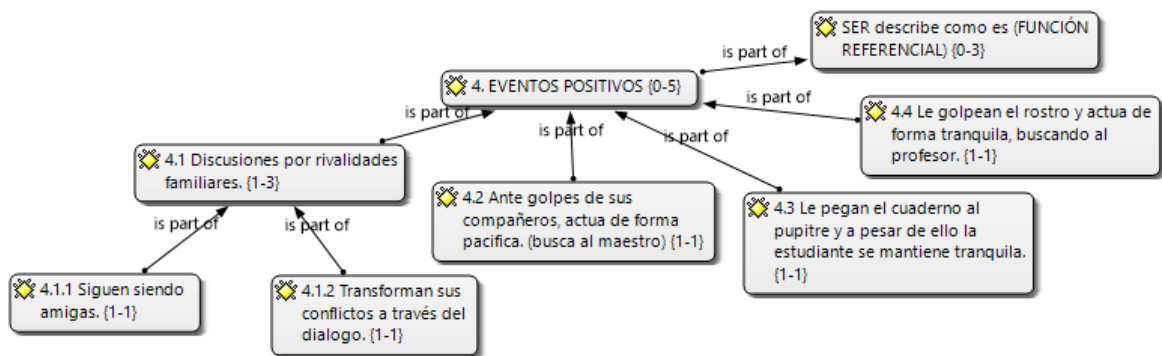 SER describe como es (FUNCIÓN
REFERENCIAL) {0-3}
is part of
4. EVENTOS POSITIVOS {0-5}
is part of
is part of
is part of
4.4 Le golpean el rostro y actua de
forma tranquila, buscando al
profesor. {1-1}
4.1 Discusiones por rivalidades
familiares. {1-3}
4.2 Ante golpes de sus
compañeros, actua de forma
pacifica. (busca al maestro) {1-1}
4.3 Le pegan el cuaderno al
pupitre y a pesar de ello la
estudiante se mantiene tranquila.
{1-1}
is part of
is part of
4.1.1 Siguen siendo
amigas. {1-1}
4.1.2 Transforman sus
conflictos a través del
dialogo. {1-1}
is part of